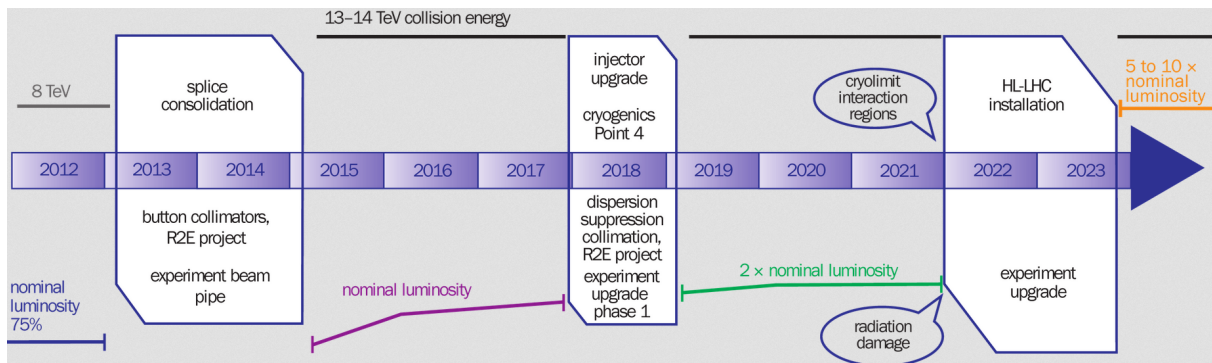 13–14 TeV collision energy
8 TeV
splice
consolidation
injector
upgrade
cryogenics
Point 4
cryolimit
interaction
regions
HL-LHC
installation
5 to 10 ×
nominal
luminosity
2012
2013
2014
2015
2016
2017
2018
2019
2020
2021
2022
2023
button collimators,
R2E project
experiment beam
pipe
dispersion
suppression
collimation,
R2E project
experiment
upgrade
phase 1
nominal
luminosity
75%
nominal luminosity
2 × nominal luminosity
radiation
damage
experiment
upgrade